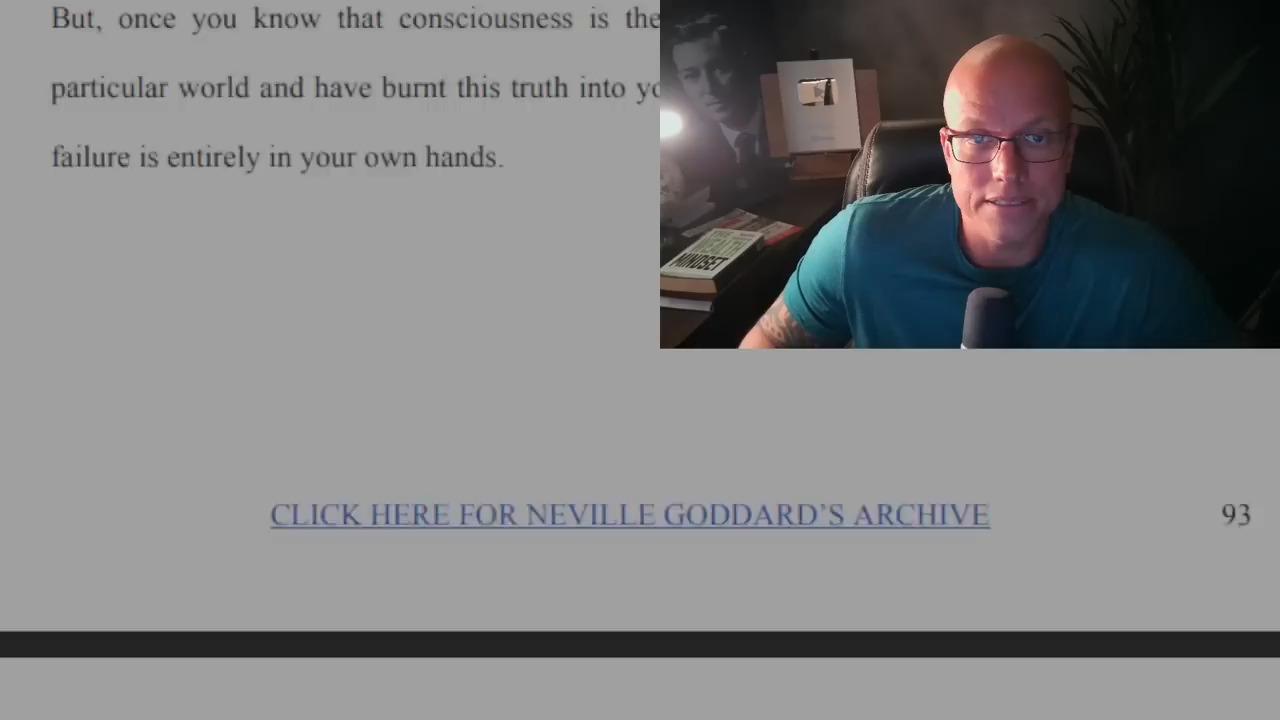 But, once you know that consciousness is the
particular world and have burnt this truth into yo
failure is entirely in your own hands.
MINDSET
CLICK HERE FOR NEVILLE GODDARD'S ARCHIVE
93